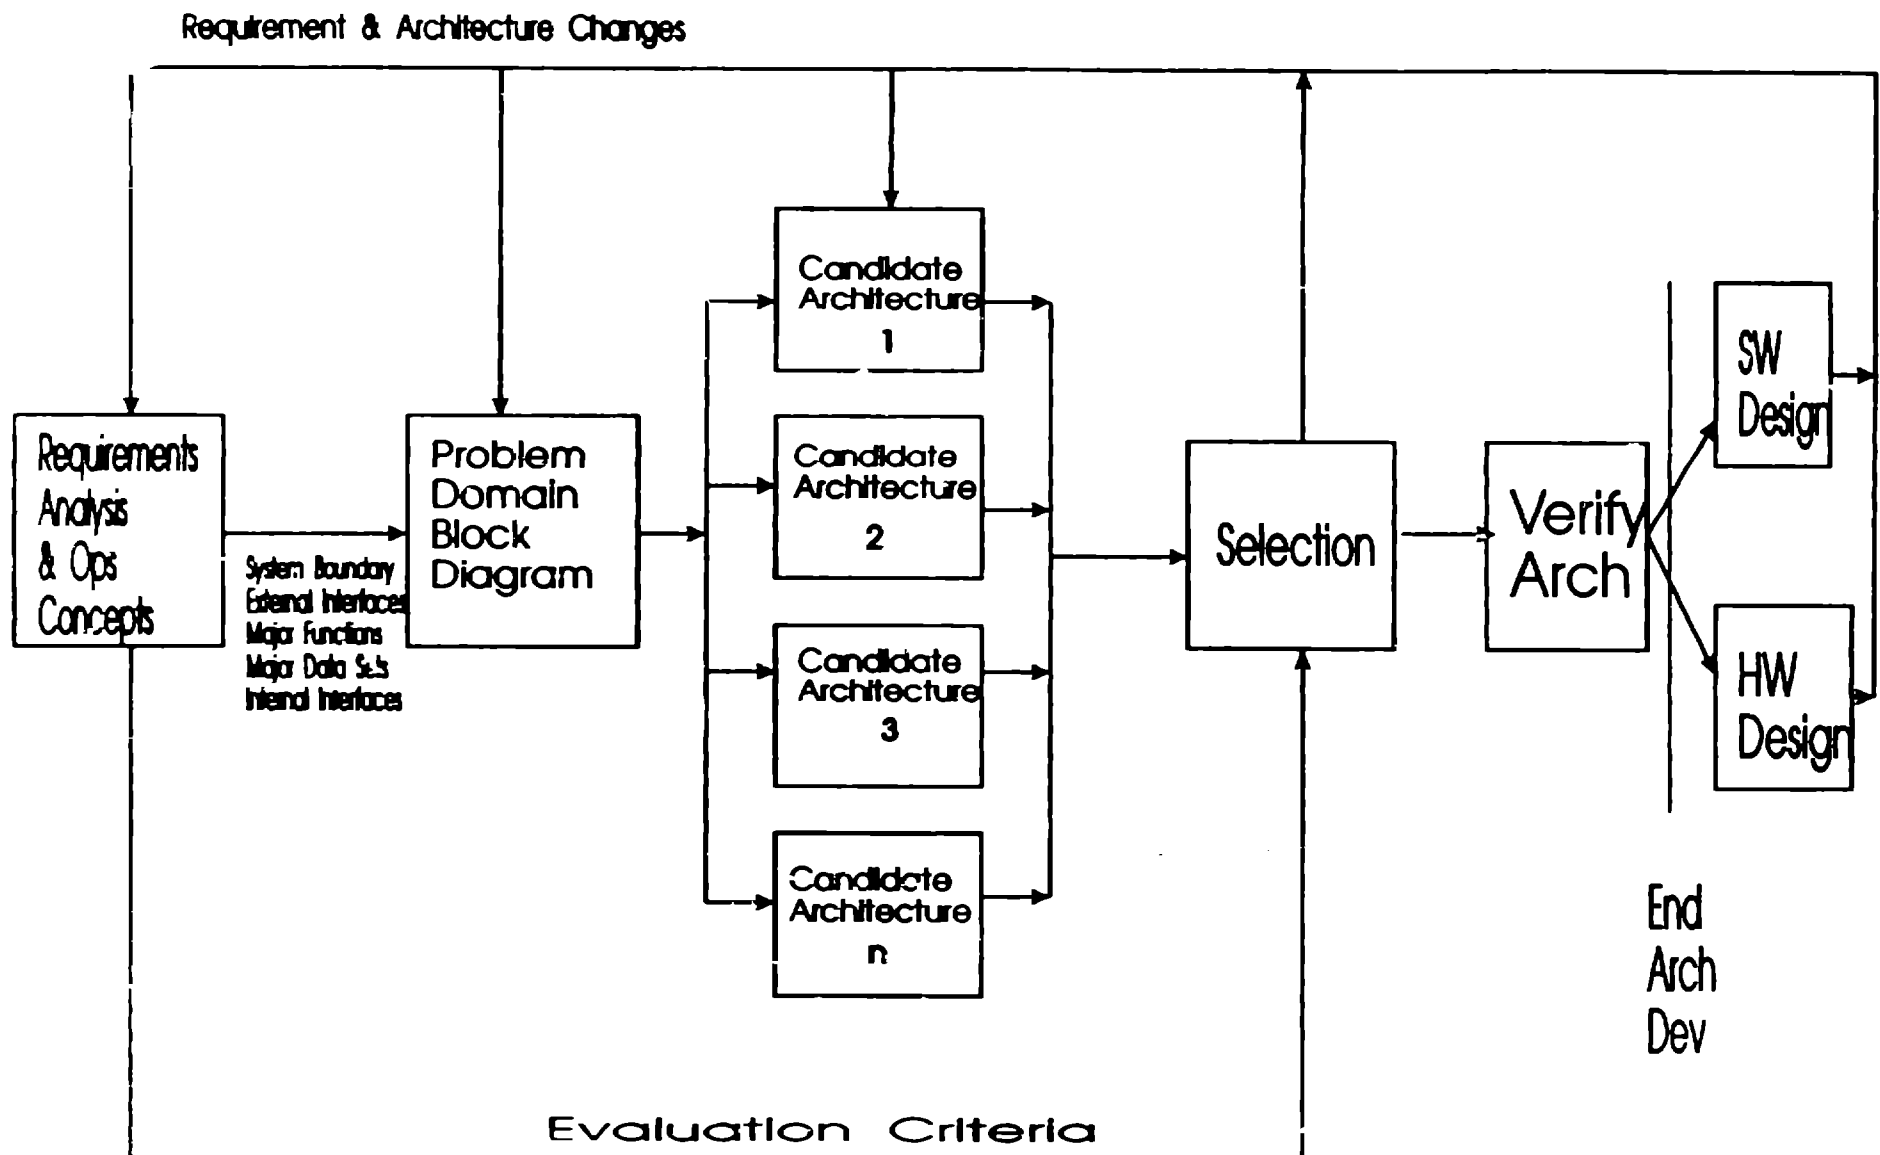 Requirement & Architecture Changes
Requirements
Analysis
& Ops
Concepts
System Boundary
External Interfaces
Major Functions
Major Data Sets
Internal Interfaces
Problem
Domain
Block
Diagram
Candidate
Architecture
1
Candidate
Architecture
2
Candidate
Architecture
3
Candidate
Architecture
n
Selection
Verify
Arch
SW
Design
HW
Design
End
Arch
Dev
Evaluation Criteria